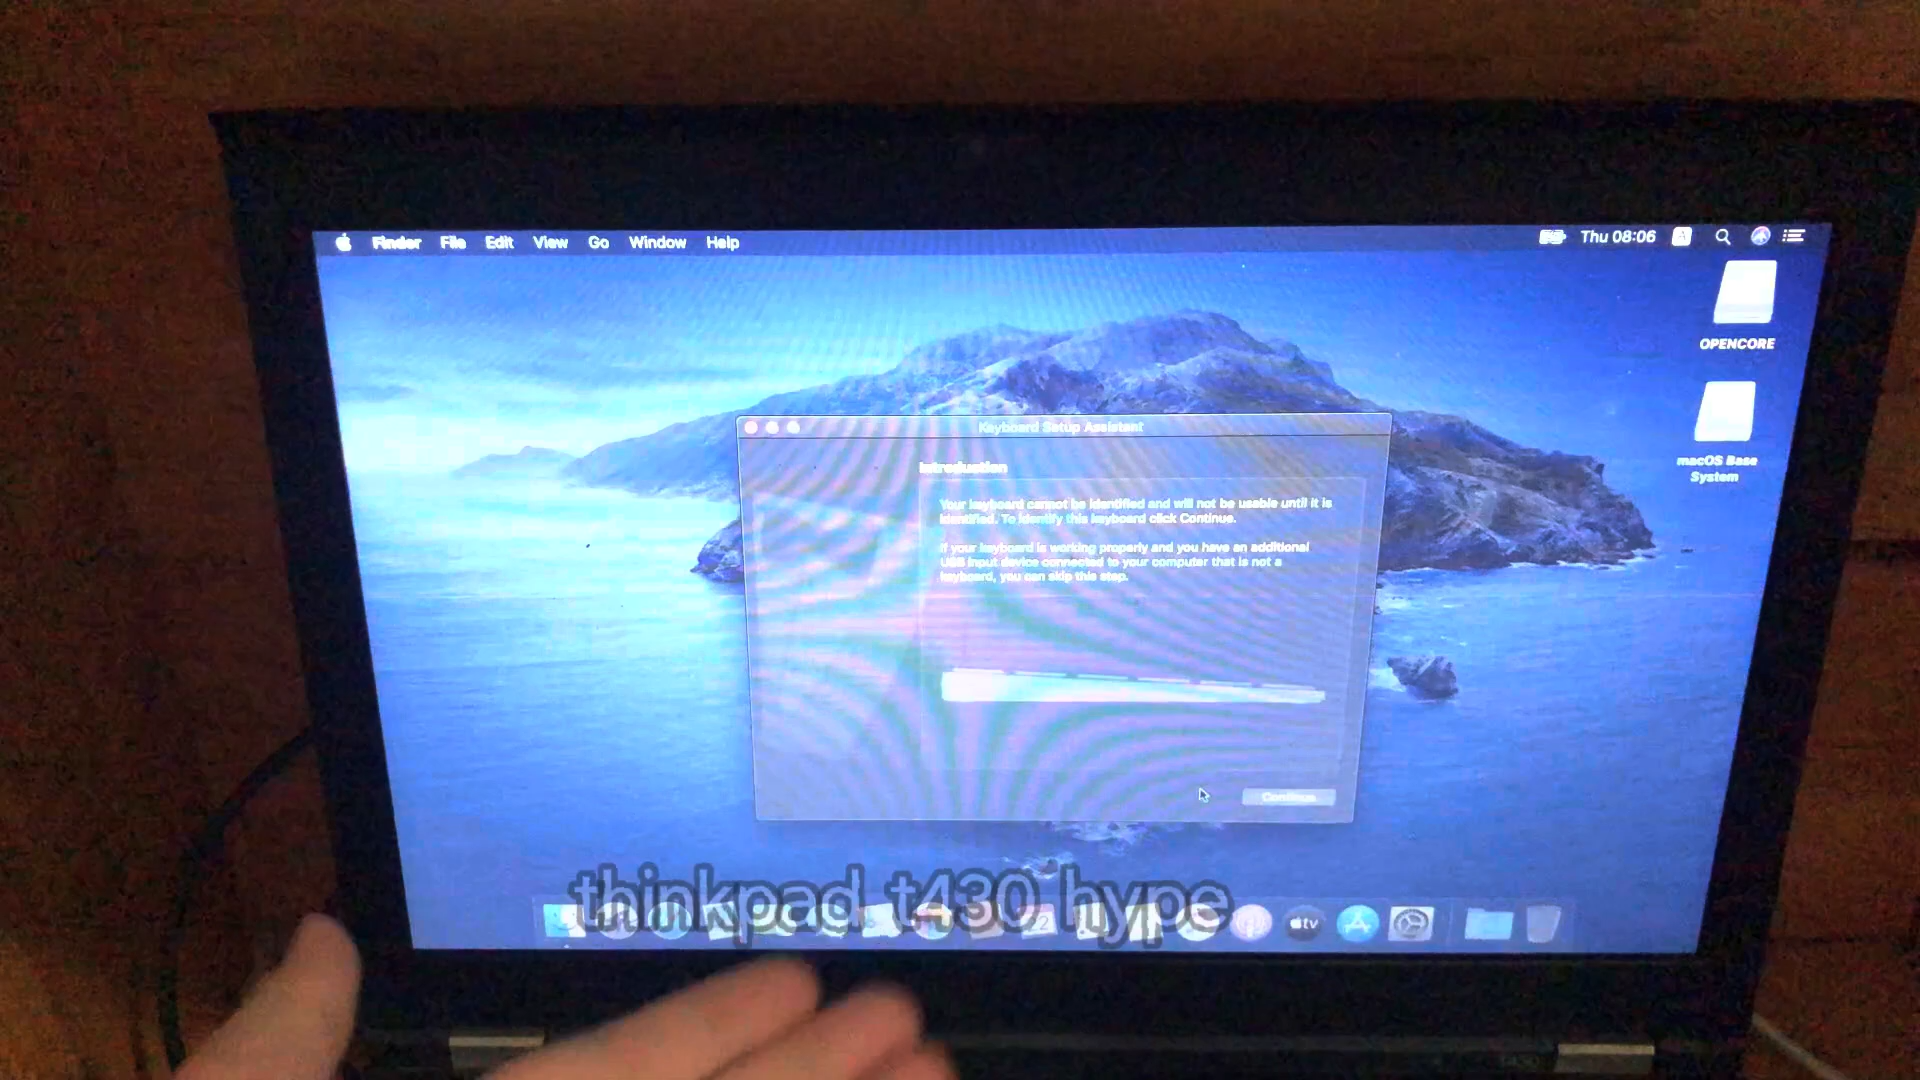 Finder File Edit View Go Window Help
Thu 08:06
OPENCORE
macOS Base
System
Keyboard Setup Assistant
Introduction
Your keyboard cannot be identified and will not be usable until it is
identified. To identify this keyboard click Continue.
If your keyboard is working properly and you have an additional
USB input device connected to your computer that is not a
keyboard, you can skip this step.
Continue
thinkpad t430 hype
tv